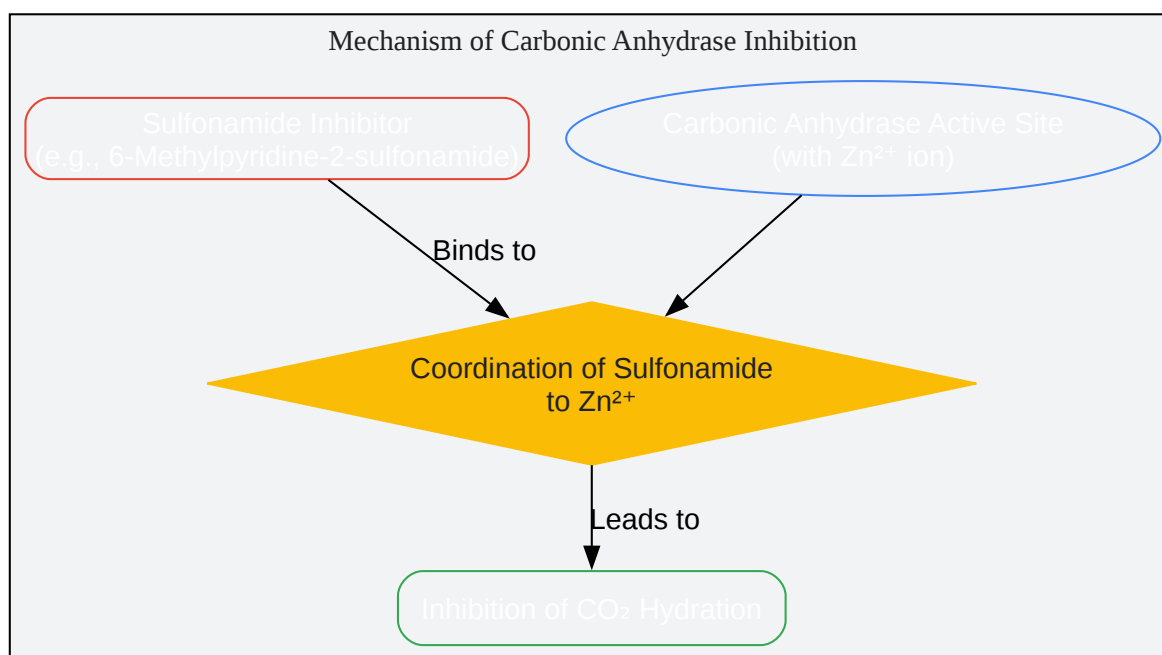 Mechanism of Carbonic Anhydrase Inhibition
Sulfonamide Inhibitor
(e.g., 6-Methylpyridine-2-sulfonamide)
Carbonic Anhydrase Active Site
(with Zn²⁺ ion)
Binds to
Coordination of Sulfonamide
to Zn²⁺
Leads to
Inhibition of CO₂ Hydration